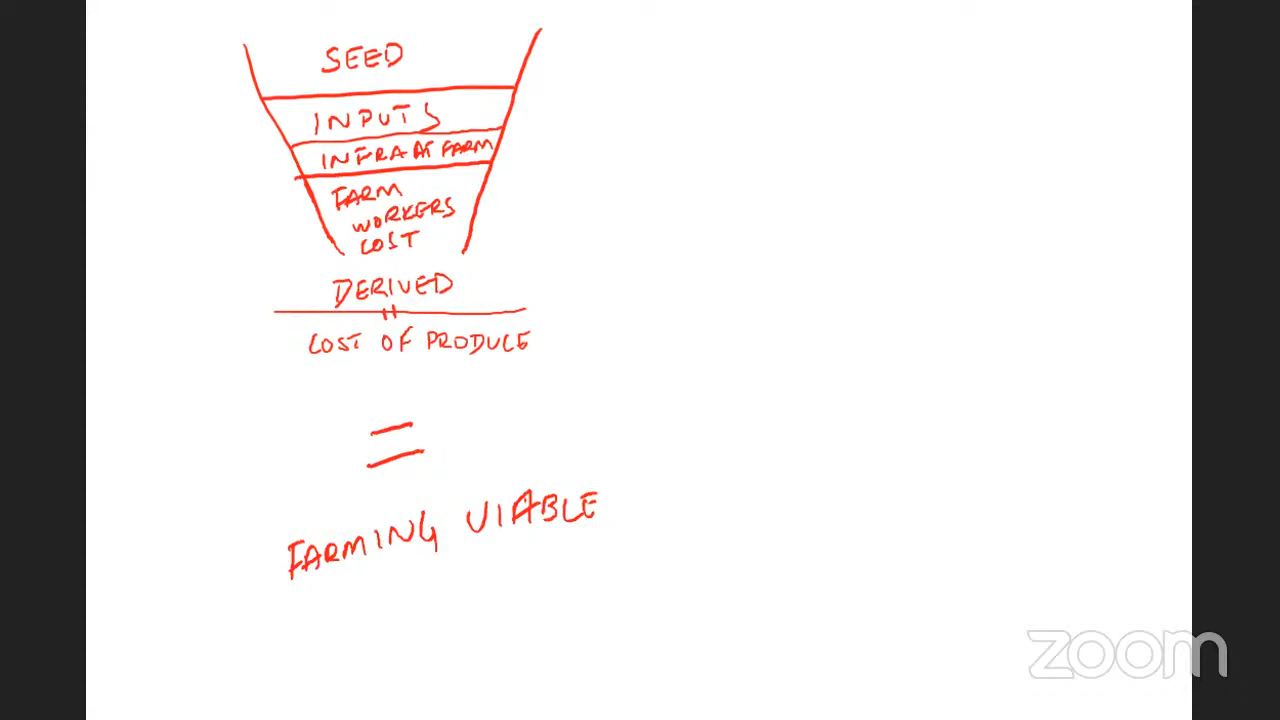 SEED
INPUTS
INFRA AT FARM
FARM
WORKERS
COST
DERIVED
COST OF PRODUCE
=
FARMING VIABLE
zoom